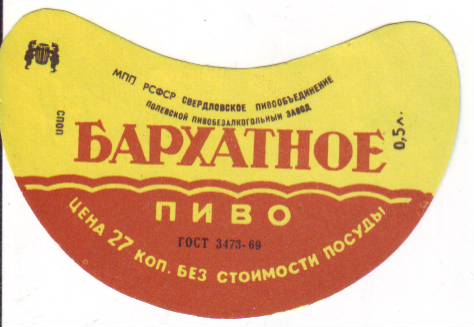 МПП РСФСР СВЕРДЛОВСКОЕ ПИВООБЪЕДИНЕНИЕ
ПОЛЕВСКОЙ ПИВОБЕЗАЛКОГОЛЬНЫЙ ЗАВОД
СПОП
БАРХАТНОЕ
0,5л.
ПИВО
ГОСТ 3473-69
ЦЕНА 27 КОП. БЕЗ СТОИМОСТИ ПОСУДЫ